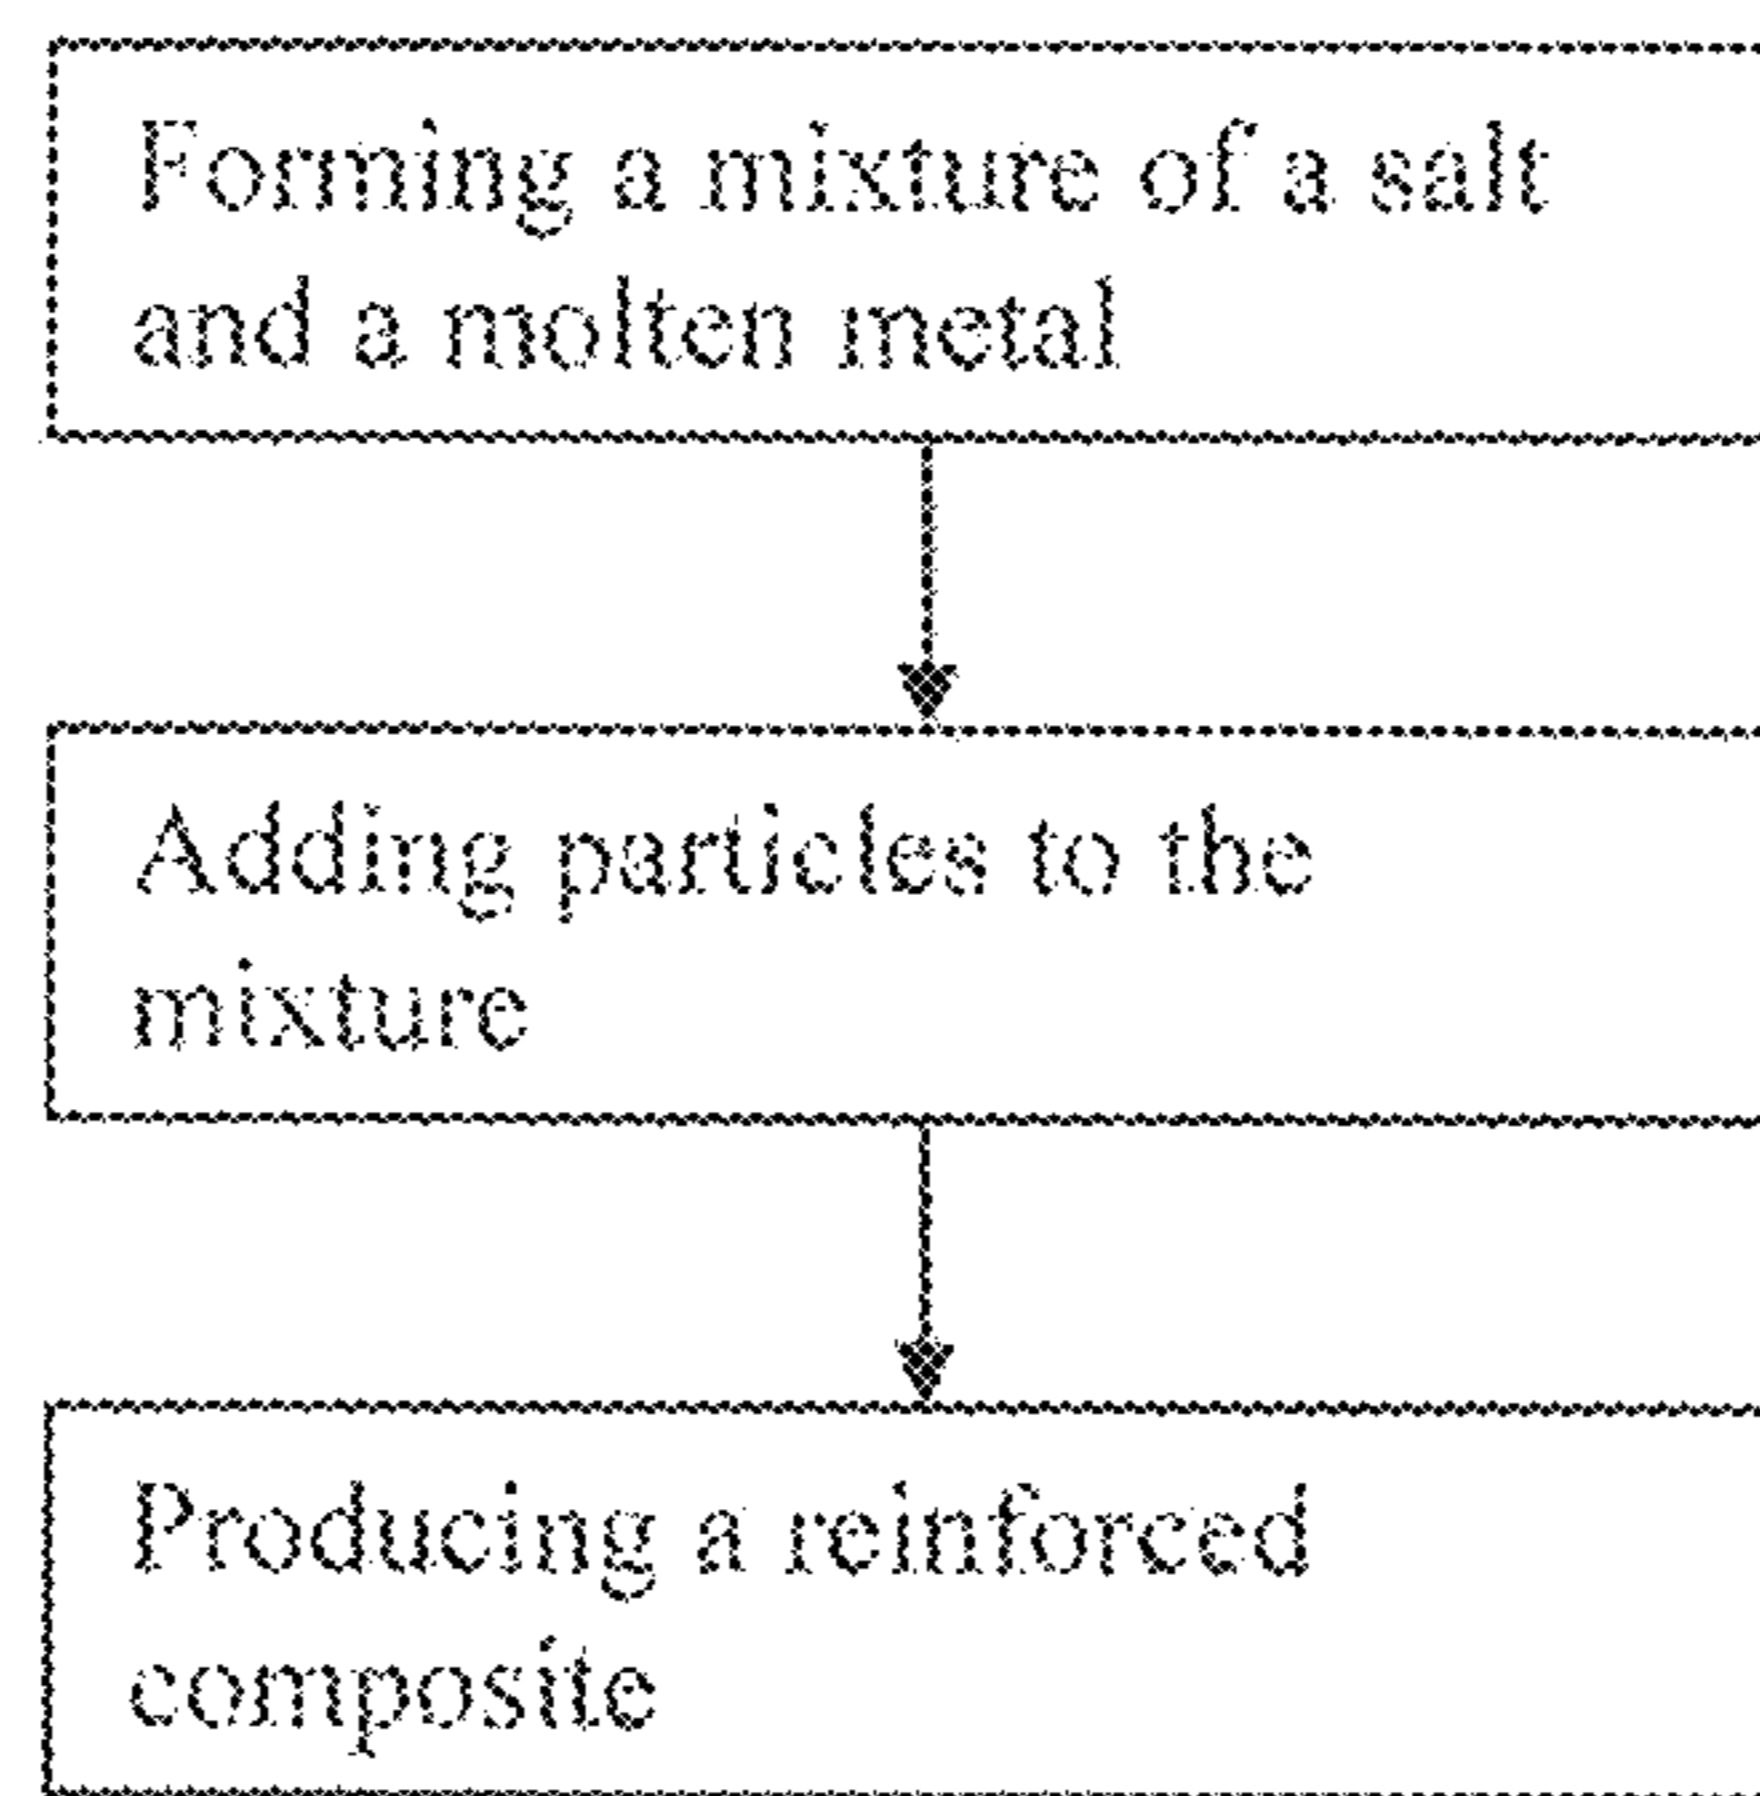 Forming a mixture of a salt
and a molten metal
Adding particles to the
mixture
Producing a reinforced
composite